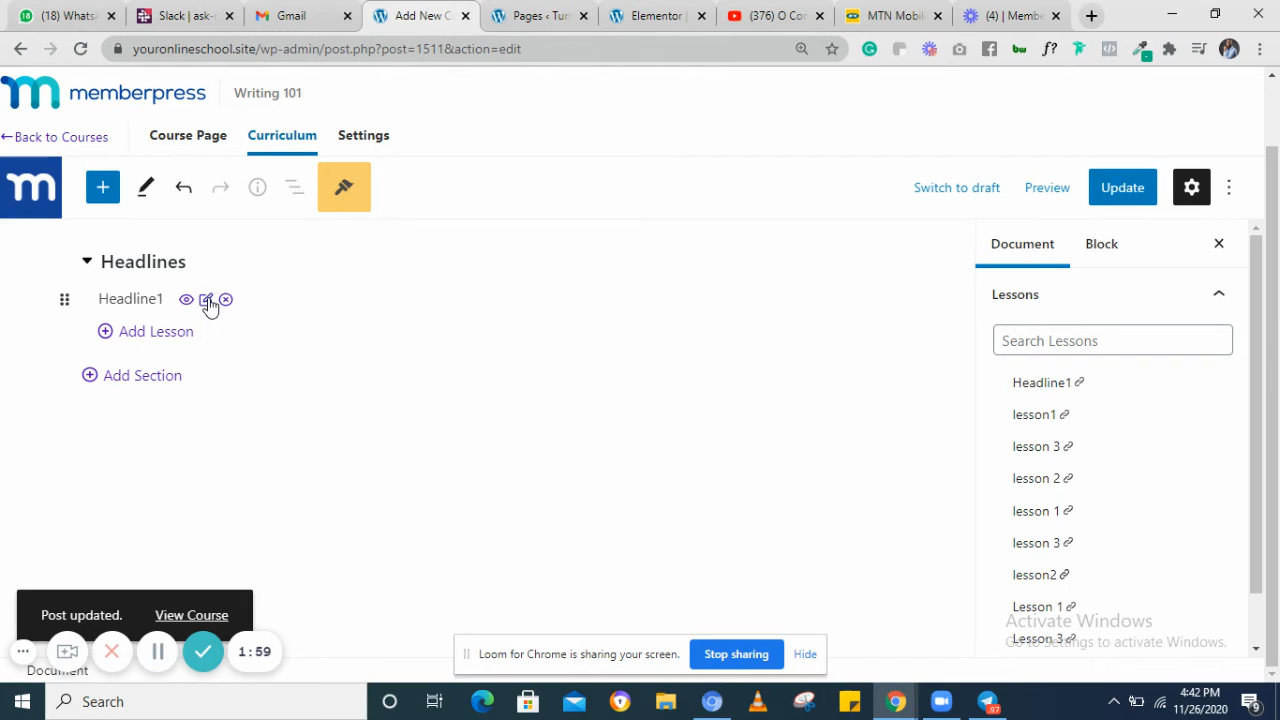 (18) WhatsA
Slack | ask-
Gmail
Add New C
Pages ‹ Tur
Elementor
(376) O Co
MTN Mobil
(4) | Memb
youronlineschool.site/wp-admin/post.php?post=1511&action=edit
memberpress
Writing 101
←Back to Courses
Course Page
Curriculum
Settings
Switch to draft
Preview
Update
Headlines
Headline1
Add Lesson
Add Section
Document
Block
Lessons
Search Lessons
Headline1
lesson1
lesson 3
lesson 2
lesson 1
lesson 3
lesson2
Lesson 1
Lesson 3
Activate Windows
Go to Settings to activate Windows.
Post updated.
View Course
1:59
Document
Loom for Chrome is sharing your screen.
Stop sharing
Hide
Search
97
4:42 PM
11/26/2020
9